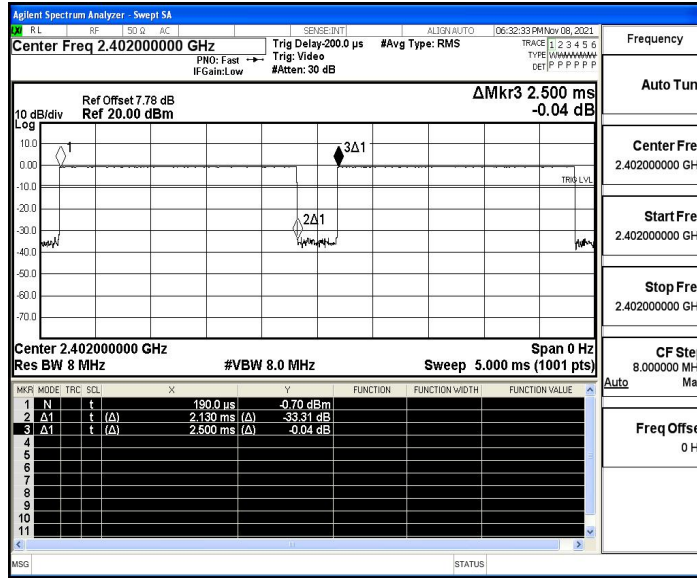 Agilent Spectrum Analyzer - Swept SA
LXI RL RF 50 Ω AC SENSE:INT ALIGN AUTO 06:32:33 PM Nov 08, 2021
Center Freq 2.402000000 GHz
PNO: Fast
IFGain:Low
Trig Delay-200.0 µs
Trig: Video
#Atten: 30 dB
#Avg Type: RMS
TRACE 1 2 3 4 5 6
TYPE WWWWWW
DET P P P P P P
Ref Offset 7.78 dB
10 dB/div Ref 20.00 dBm
Log
ΔMkr3 2.500 ms
-0.04 dB
10.0
0.00
-10.0
-20.0
-30.0
-40.0
-50.0
-60.0
-70.0
1
3Δ1
2Δ1
TRIG LVL
Center 2.402000000 GHz Span 0 Hz
Res BW 8 MHz #VBW 8.0 MHz Sweep 5.000 ms (1001 pts)
MKR MODE TRC SCL X Y FUNCTION FUNCTION WIDTH FUNCTION VALUE
1 N t 190.0 µs -0.70 dBm
2 Δ1 t (Δ) 2.130 ms (Δ) -33.31 dB
3 Δ1 t (Δ) 2.500 ms (Δ) -0.04 dB
4
5
6
7
8
9
10
11
MSG STATUS
Frequency
Auto Tun
Center Fre
2.402000000 GH
Start Fre
2.402000000 GH
Stop Fre
2.402000000 GH
CF Ste
8.000000 MH
Auto Ma
Freq Offse
0 H